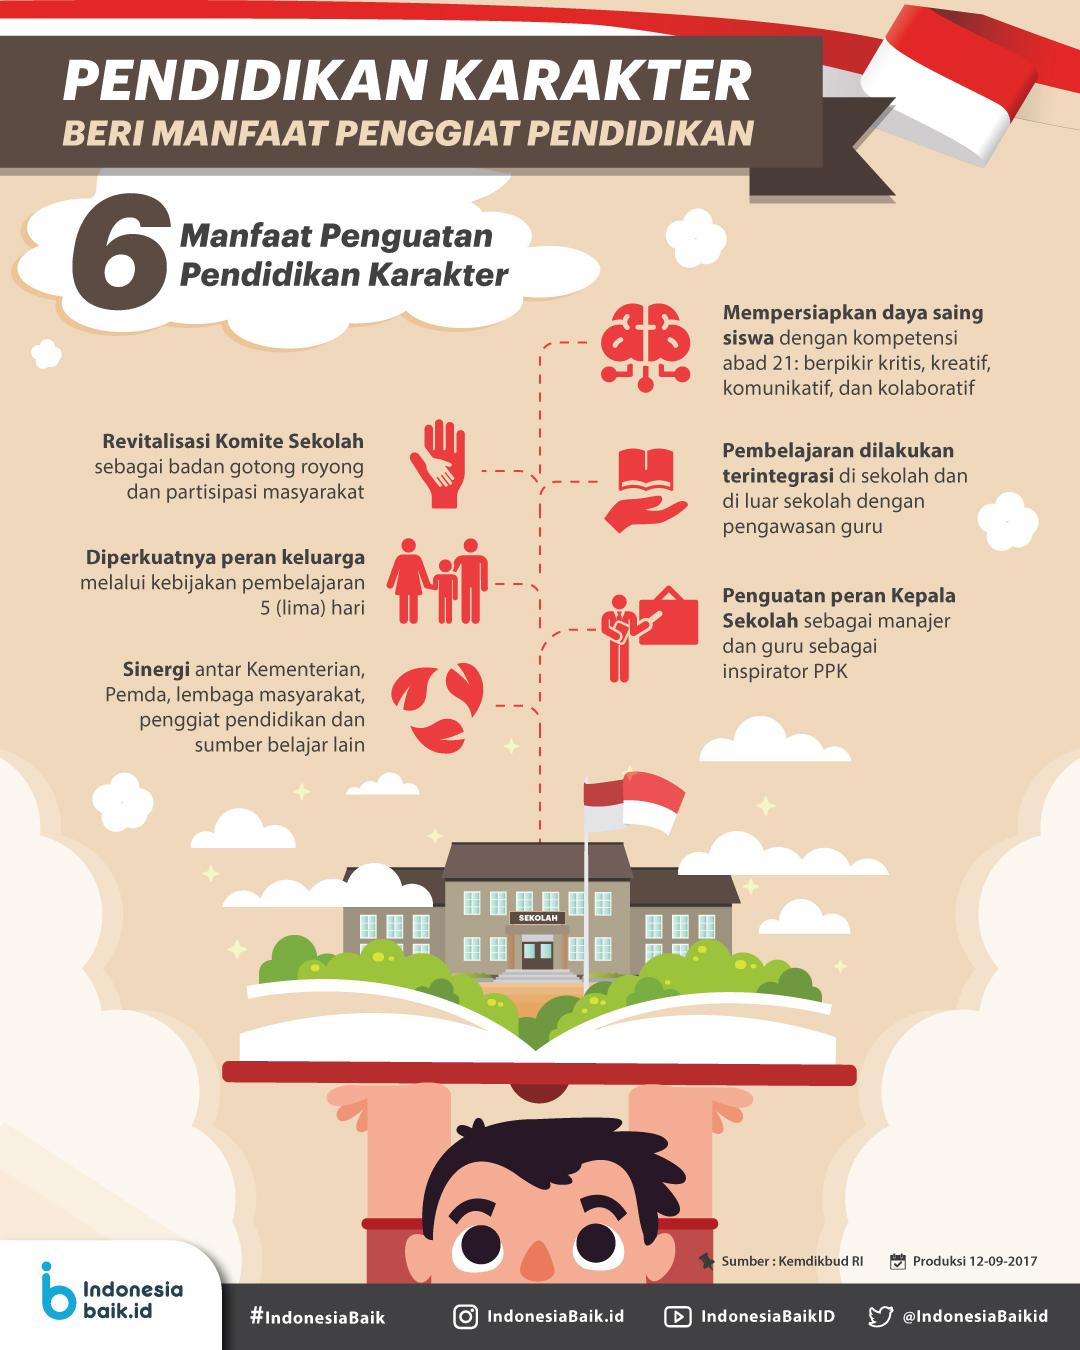 PENDIDIKAN KARAKTER
BERI MANFAAT PENGGIAT PENDIDIKAN
6
Manfaat Penguatan
Pendidikan Karakter
Mempersiapkan daya saing
siswa dengan kompetensi
abad 21: berpikir kritis, kreatif,
komunikatif, dan kolaboratif
Revitalisasi Komite Sekolah
sebagai badan gotong royong
dan partisipasi masyarakat
Pembelajaran dilakukan
terintegrasi di sekolah dan
di luar sekolah dengan
pengawasan guru
Diperkuatnya peran keluarga
melalui kebijakan pembelajaran
5 (lima) hari
Penguatan peran Kepala
Sekolah sebagai manajer
dan guru sebagai
inspirator PPK
Sinergi antar Kementerian,
Pemda, lembaga masyarakat,
penggiat pendidikan dan
sumber belajar lain
SEKOLAH
Sumber : Kemdikbud RI
Produksi 12-09-2017
Indonesia
baik.id
#IndonesiaBaik
IndonesiaBaik.id
IndonesiaBaikID
@IndonesiaBaikid